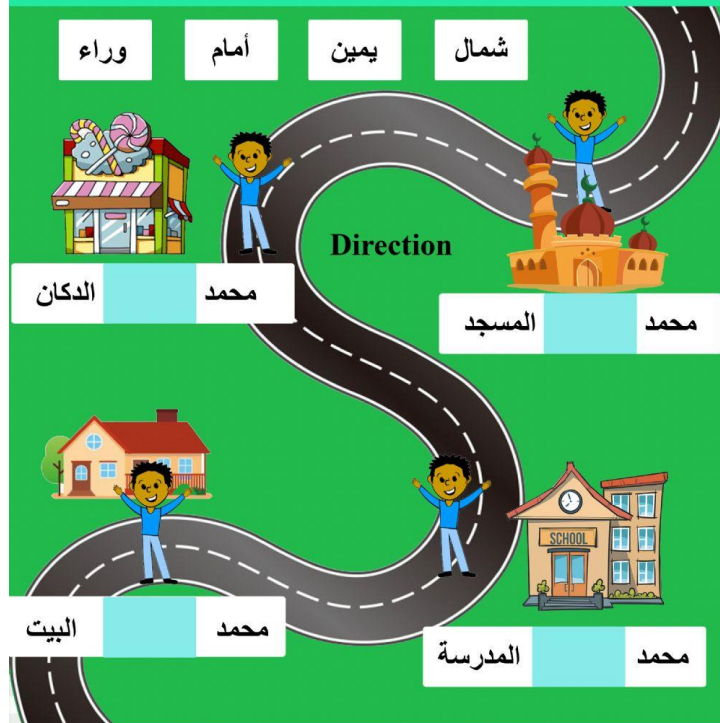 شمال يمين أمام وراء
Direction
محمد الدكان
محمد المسجد
SCHOOL
محمد البيت
محمد المدرسة